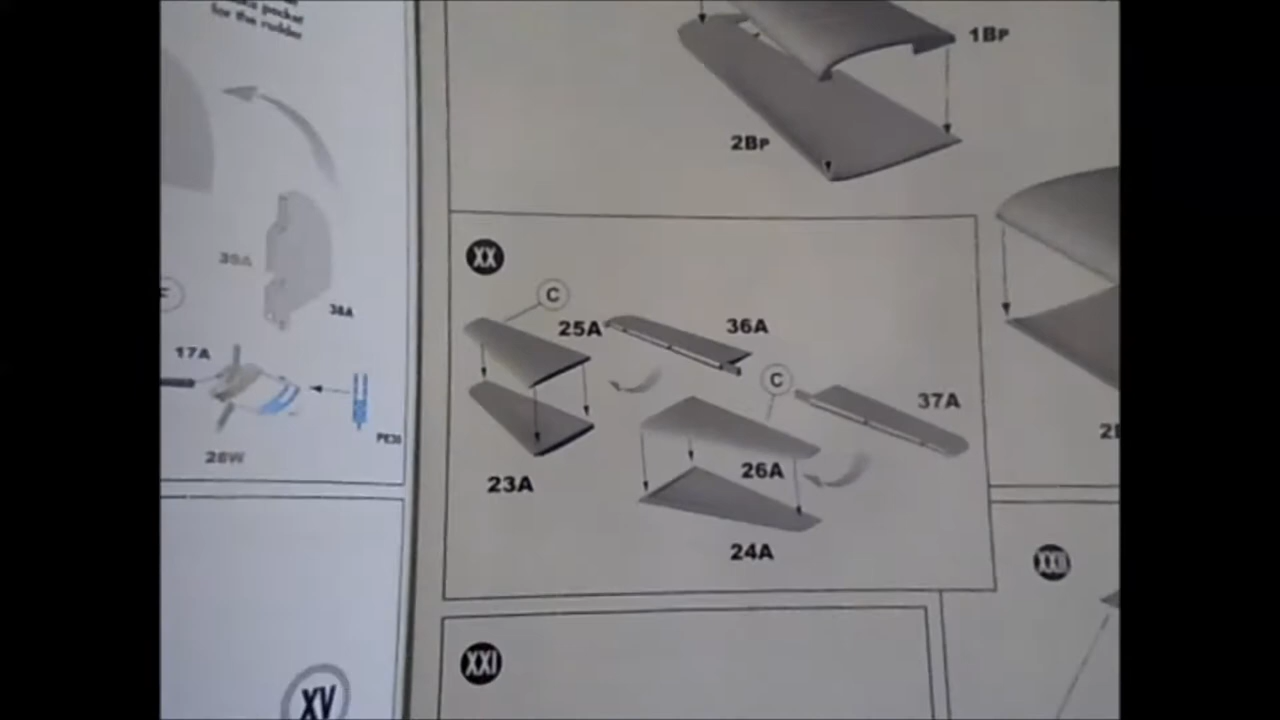 for the rudder
39A
38A
17A
28W
PE30
XV
1BP
2BP
XX
C
25A
36A
C
37A
23A
26A
24A
XXI
XXII